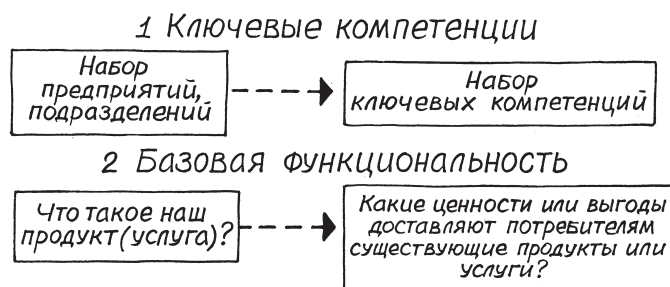 1 Ключевые компетенции
Набор
предприятий,
подразделений
Набор
ключевых компетенций
2 Базовая функциональность
Что такое наш
продукт(услуга)?
Какие ценности или выгоды
доставляют потребителям
существующие продукты или
услуги?